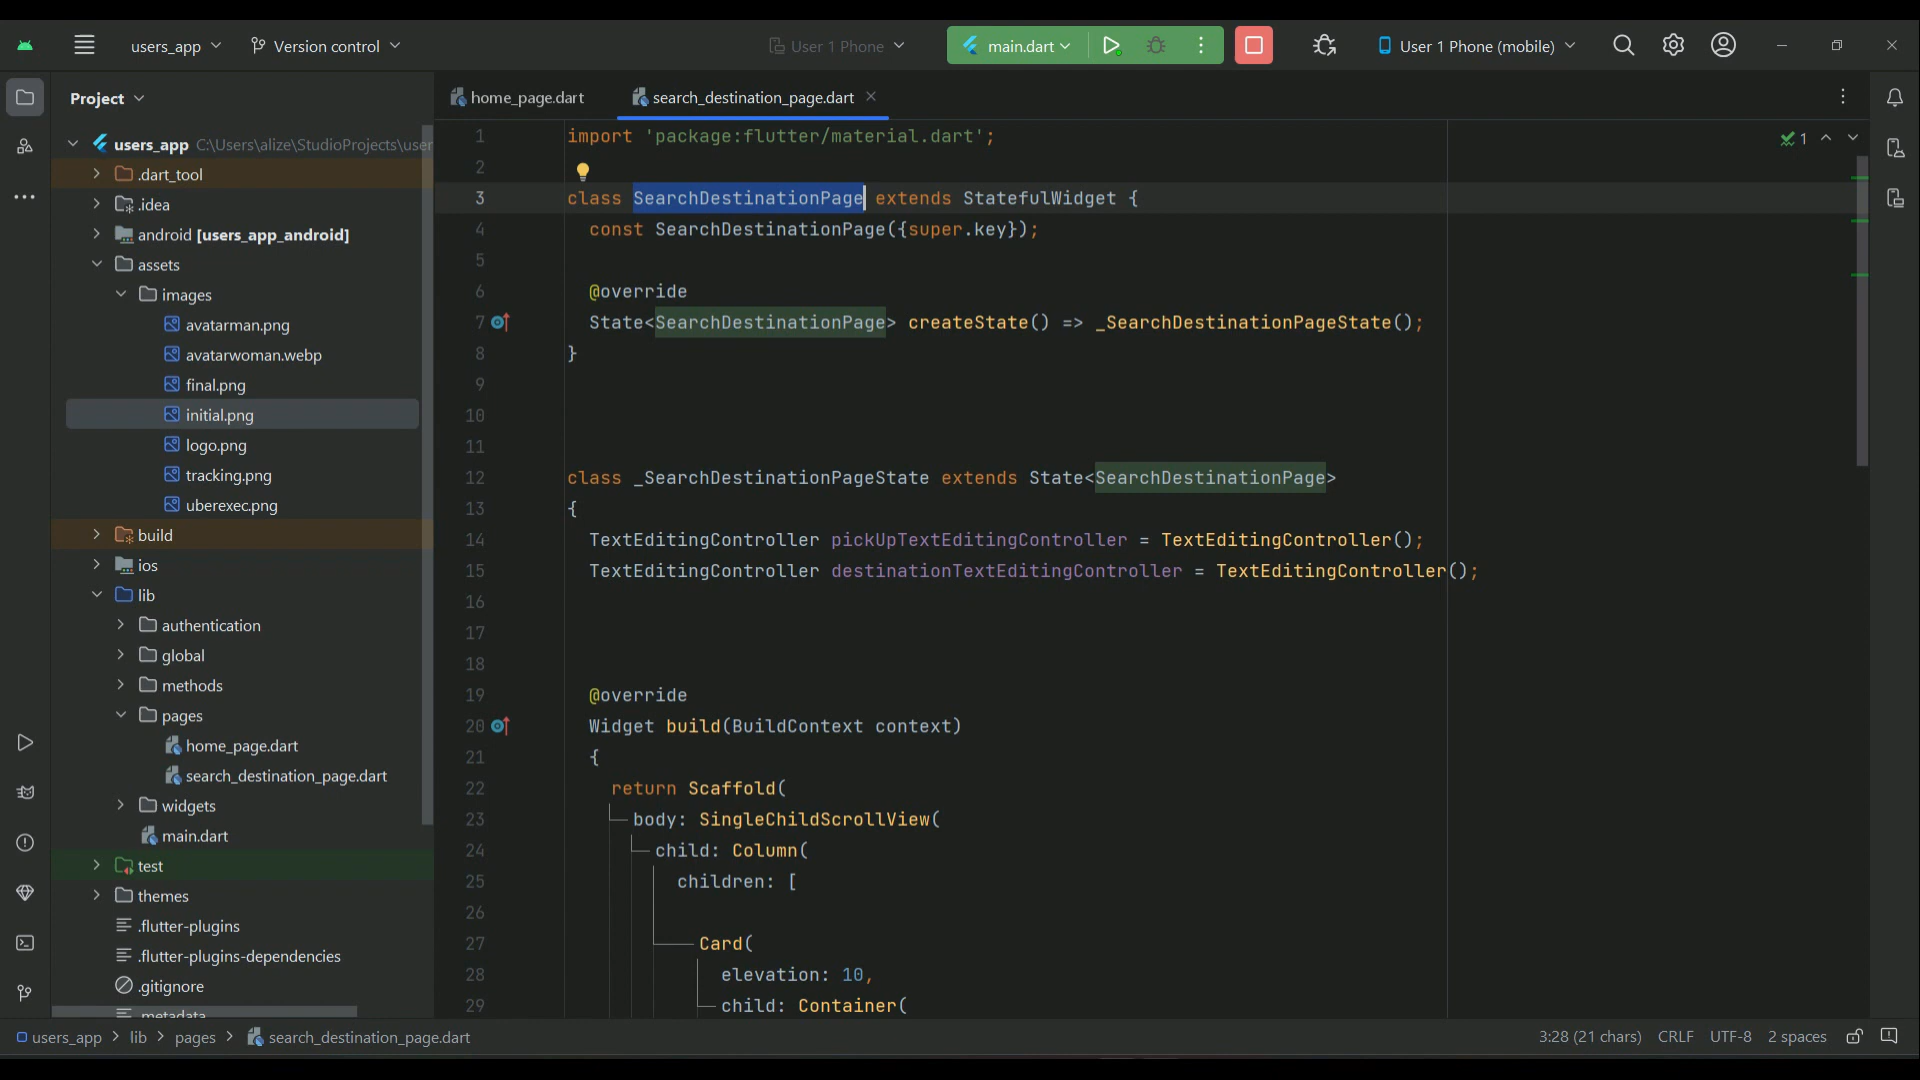 users_app
Version control
User 1 Phone
main.dart
User 1 Phone (mobile)
Project
home_page.dart
search_destination_page.dart
users_app C:\Users\alize\StudioProjects\user
.dart_tool
.idea
android [users_app_android]
assets
images
avatarman.png
avatarwoman.webp
final.png
initial.png
logo.png
tracking.png
uberexec.png
build
ios
lib
authentication
global
methods
pages
home_page.dart
search_destination_page.dart
widgets
main.dart
test
themes
.flutter-plugins
.flutter-plugins-dependencies
.gitignore
.metadata
1 import 'package:flutter/material.dart';
2
3 class SearchDestinationPage extends StatefulWidget {
4 const SearchDestinationPage({super.key});
5
6 @override
7 State<SearchDestinationPage> createState() => _SearchDestinationPageState();
8 }
9
10
11
12 class _SearchDestinationPageState extends State<SearchDestinationPage>
13 {
14 TextEditingController pickUpTextEditingController = TextEditingController();
15 TextEditingController destinationTextEditingController = TextEditingController();
16
17
18
19 @override
20 Widget build(BuildContext context)
21 {
22 return Scaffold(
23 body: SingleChildScrollView(
24 child: Column(
25 children: [
26
27 Card(
28 elevation: 10,
29 child: Container(
1
users_app > lib > pages > search_destination_page.dart
3:28 (21 chars) CRLF UTF-8 2 spaces